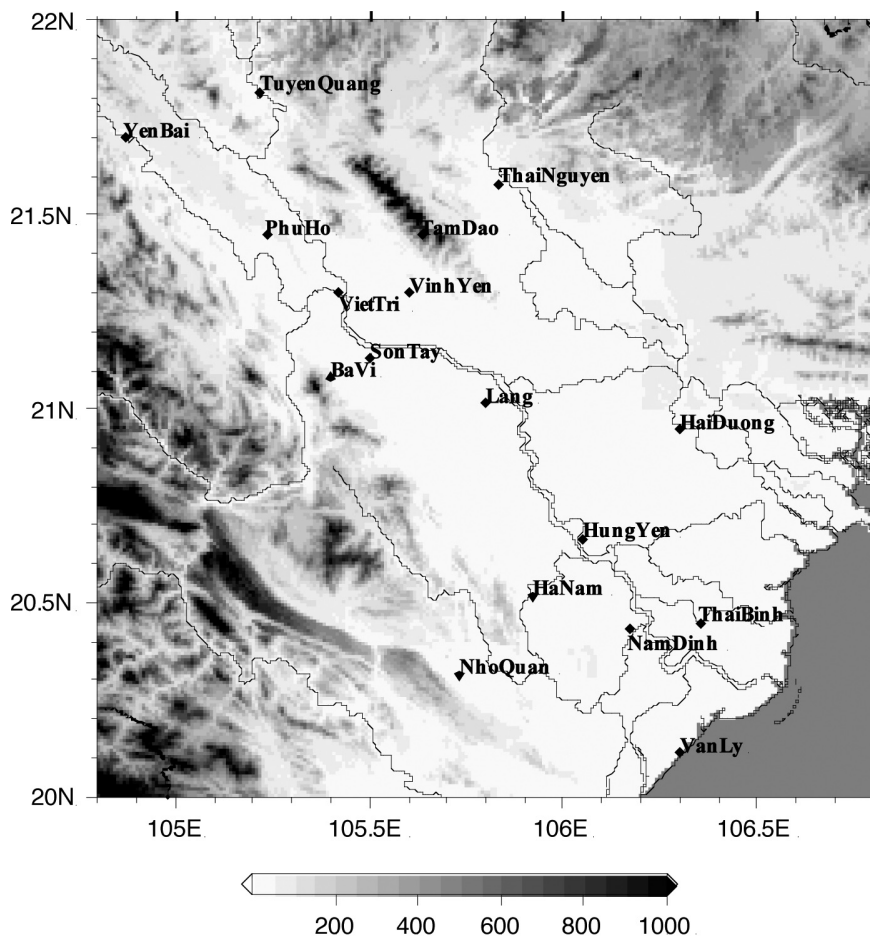 22N
TuyenQuang
YenBai
ThaiNguyen
21.5N
PhuHo
TamDao
VinhYen
VietTri
SonTay
BaVi
21N
Lang
HaiDuong
HungYen
20.5N
HaNam
ThaiBinh
NamDinh
NhoQuan
VanLy
20N
105E 105.5E 106E 106.5E
200 400 600 800 1000